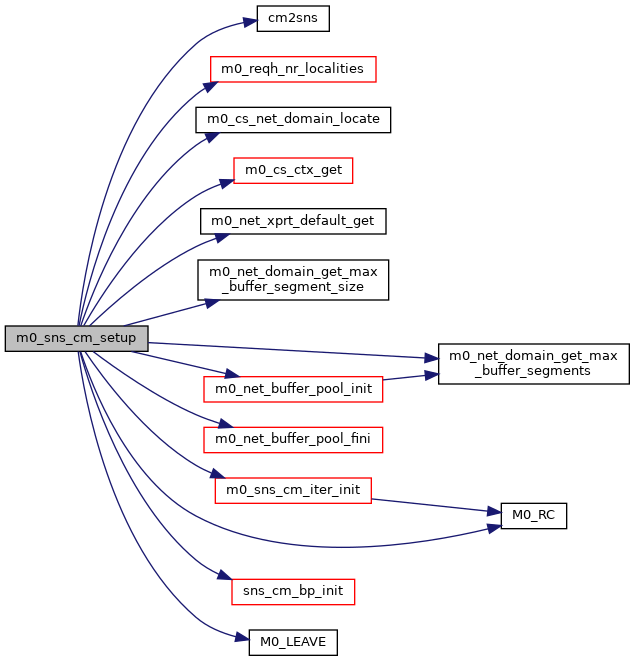 cm2sns
m0_reqh_nr_localities
m0_cs_net_domain_locate
m0_cs_ctx_get
m0_net_xprt_default_get
m0_net_domain_get_max
_buffer_segment_size
m0_sns_cm_setup
m0_net_domain_get_max
_buffer_segments
m0_net_buffer_pool_init
m0_net_buffer_pool_fini
m0_sns_cm_iter_init
M0_RC
sns_cm_bp_init
M0_LEAVE